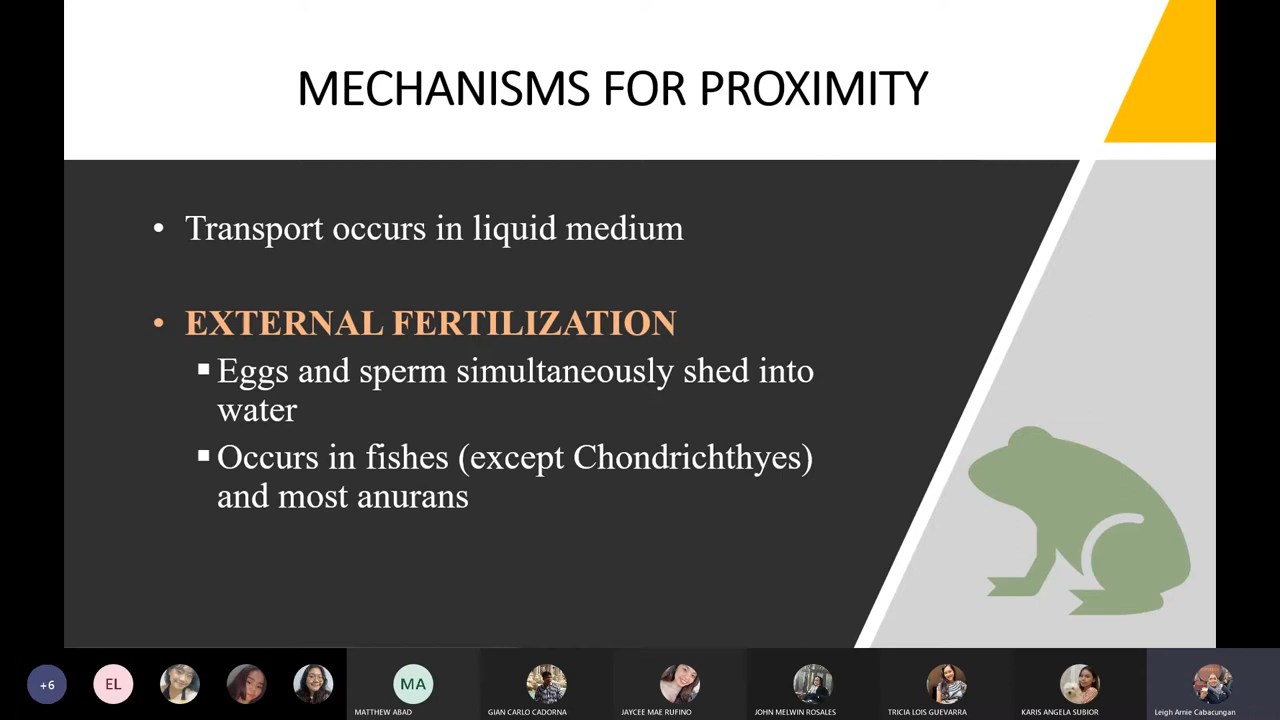 MECHANISMS FOR PROXIMITY
• Transport occurs in liquid medium
• EXTERNAL FERTILIZATION
▪ Eggs and sperm simultaneously shed into
water
▪ Occurs in fishes (except Chondrichthyes)
and most anurans
+6
EL
MA
MATTHEW ABAD
GIAN CARLO CADORNA
JAYCEE MAE RUFINO
JOHN MELWIN ROSALES
TRICIA LOIS GUEVARRA
KARIS ANGELA SUBIOR
Leigh Arnie Cabacungan